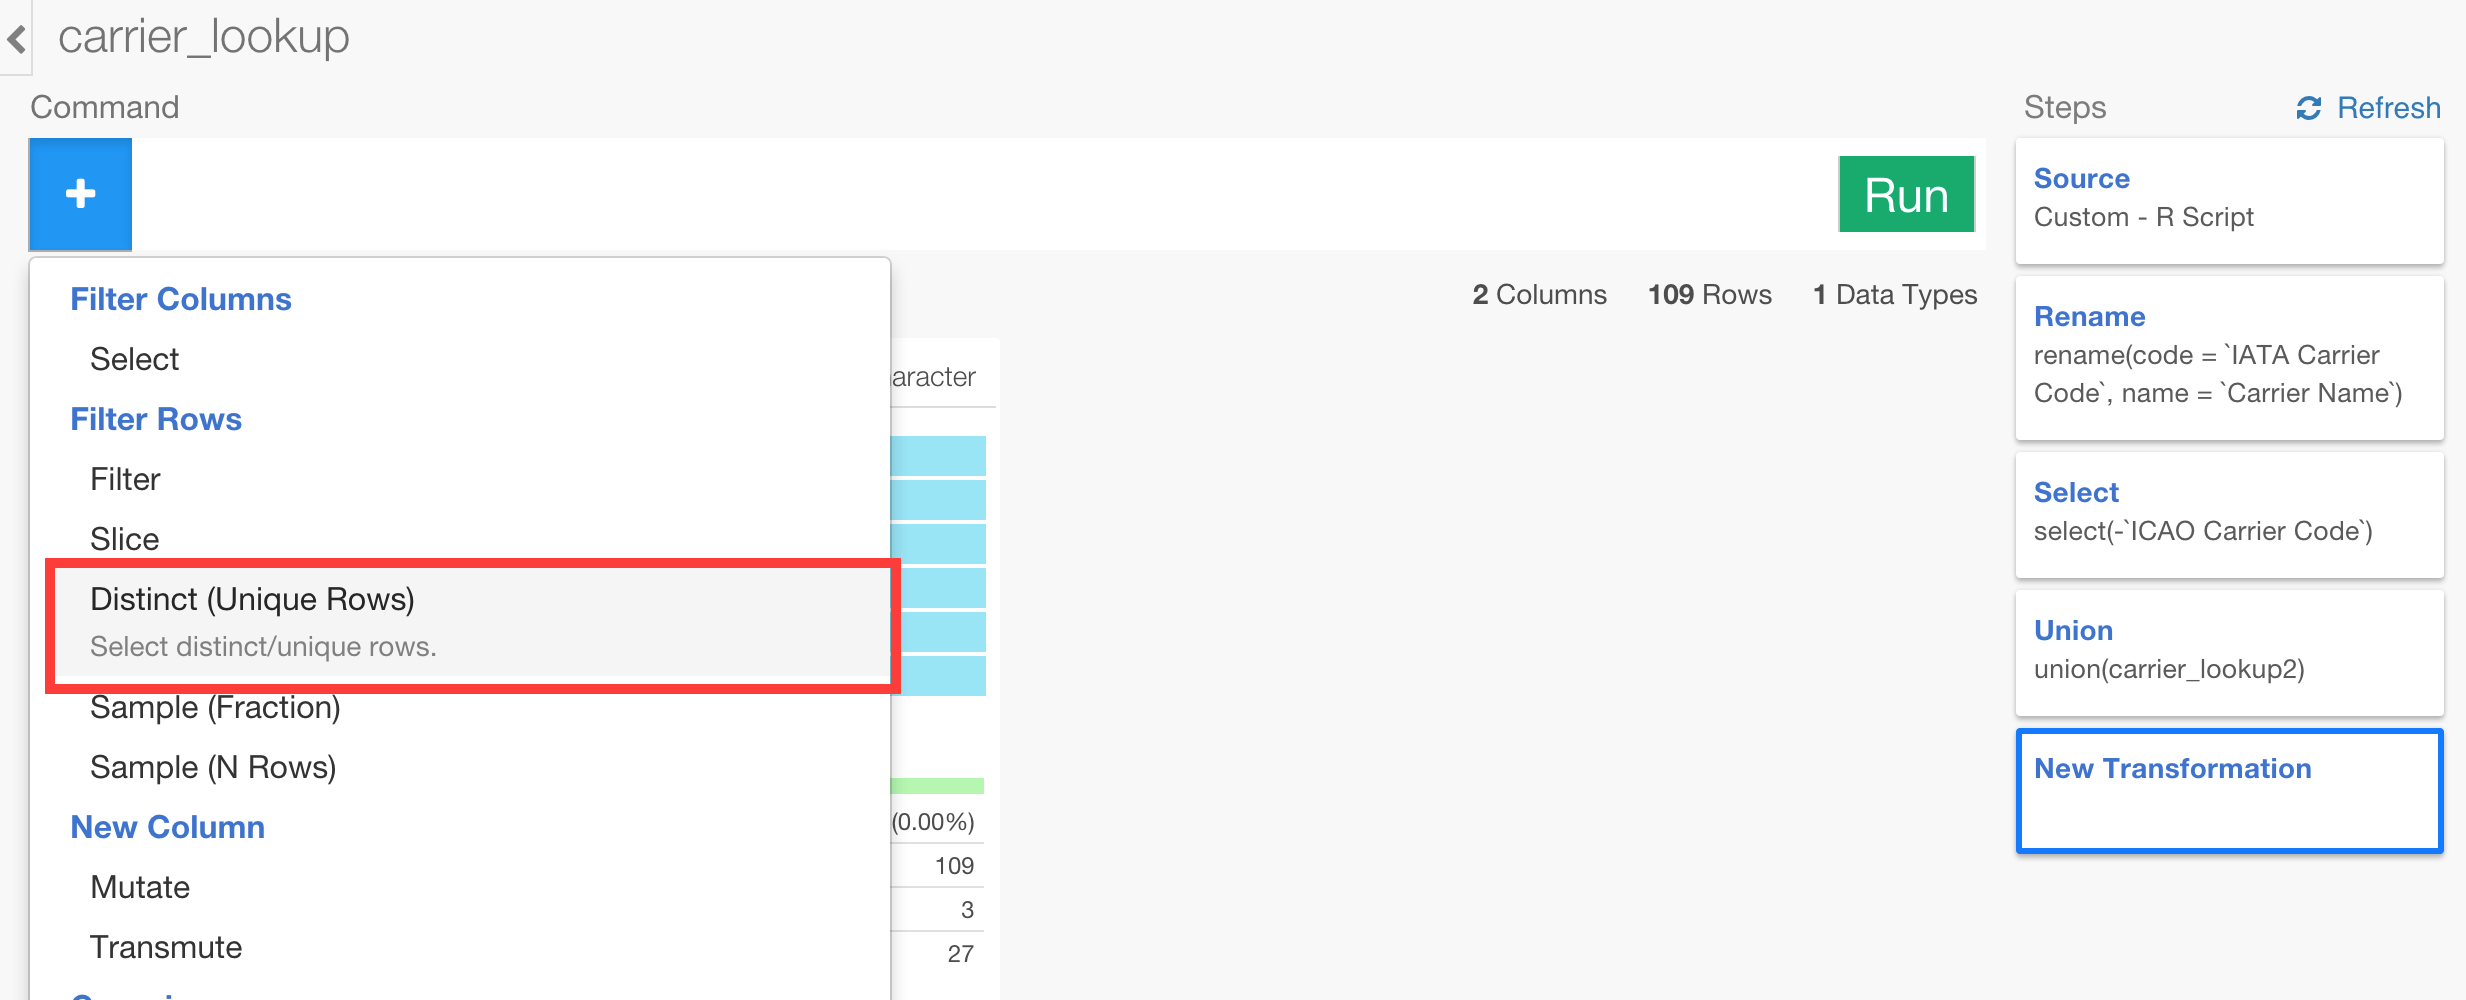 carrier_lookup
Command
Run
2 Columns 109 Rows 1 Data Types
Filter Columns
Select
Filter Rows
Filter
Slice
Distinct (Unique Rows)
Select distinct/unique rows.
Sample (Fraction)
Sample (N Rows)
New Column
Mutate
Transmute
aracter
(0.00%)
109
3
27
Steps
Refresh
Source
Custom - R Script
Rename
rename(code = `IATA Carrier
Code`, name = `Carrier Name`)
Select
select(-`ICAO Carrier Code`)
Union
union(carrier_lookup2)
New Transformation